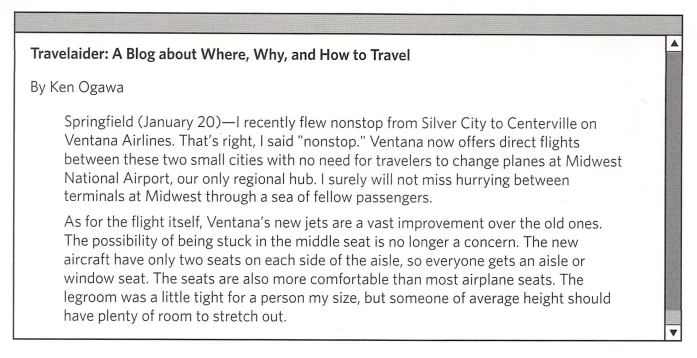 Travelaider: A Blog about Where, Why, and How to Travel
By Ken Ogawa
Springfield (January 20)—I recently flew nonstop from Silver City to Centerville on
Ventana Airlines. That's right, I said "nonstop." Ventana now offers direct flights
between these two small cities with no need for travelers to change planes at Midwest
National Airport, our only regional hub. I surely will not miss hurrying between
terminals at Midwest through a sea of fellow passengers.
As for the flight itself, Ventana's new jets are a vast improvement over the old ones.
The possibility of being stuck in the middle seat is no longer a concern. The new
aircraft have only two seats on each side of the aisle, so everyone gets an aisle or
window seat. The seats are also more comfortable than most airplane seats. The
legroom was a little tight for a person my size, but someone of average height should
have plenty of room to stretch out.